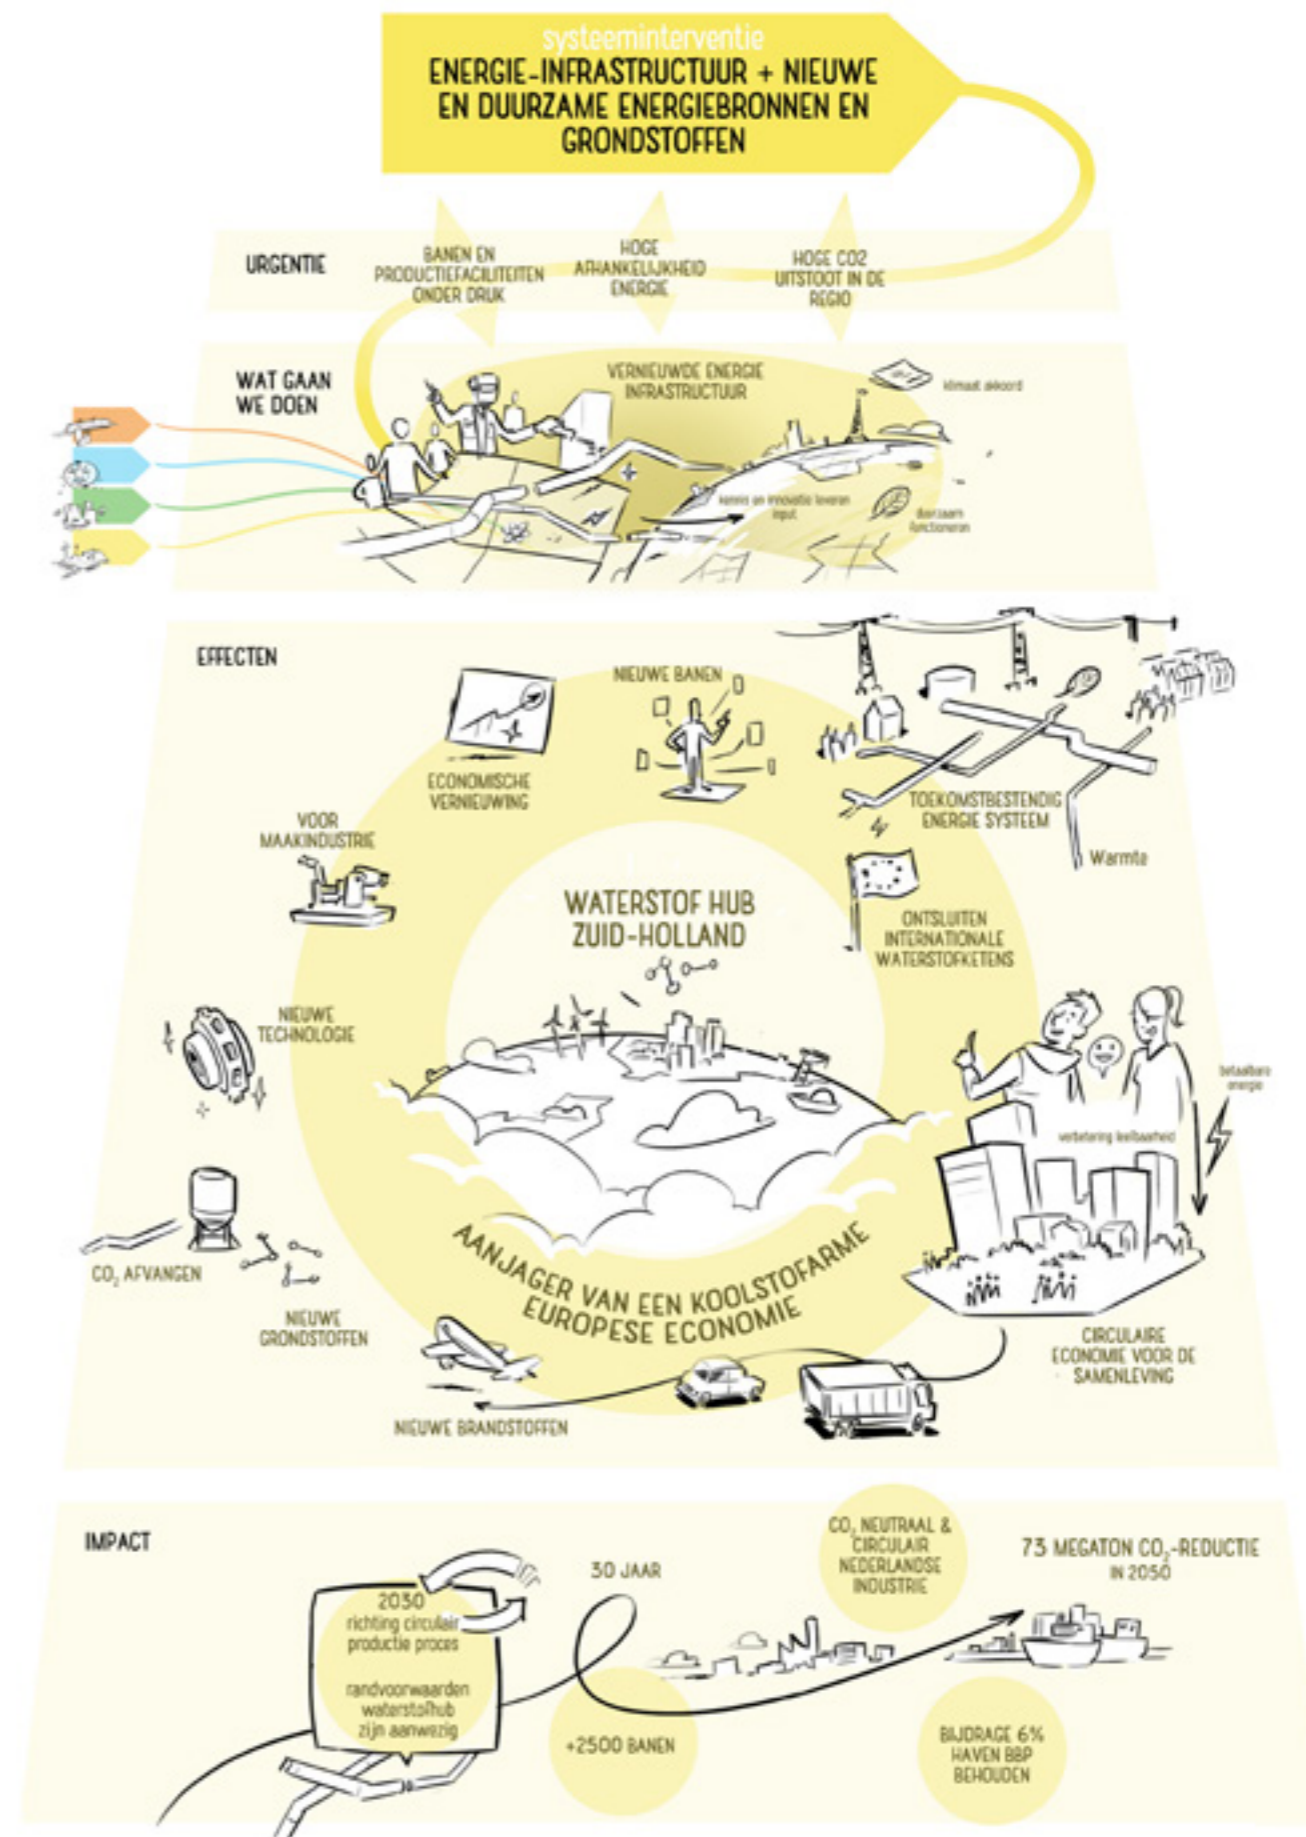 systeeminterventie
ENERGIE-INFRASTRUCTUUR + NIEUWE
EN DUURZAME ENERGIEBRONNEN EN
GRONDSTOFFEN
URGENTIE
BANEN EN
PRODUCTIEFACILITEITEN
ONDER DRUK
HOGE
AFHANKELIJKHEID
ENERGIE
HOGE CO2
UITSTOOT IN DE
REGIO
WAT GAAN
WE DOEN
VERNIEUWDE ENERGIE
INFRASTRUCTUUR
klimaat akkoord
kennis en innovatie leveren
input
duurzaam
functioneren
EFFECTEN
NIEUWE BANEN
ECONOMISCHE
VERNIEUWING
VOOR
MAAKINDUSTRIE
TOEKOMSTBESTENDIG
ENERGIE SYSTEEM
Warmte
WATERSTOF HUB
ZUID-HOLLAND
ONTSLUITEN
INTERNATIONALE
WATERSTOFKETENS
NIEUWE
TECHNOLOGIE
betaalbare
energie
verbetering leefbaarheid
CO₂ AFVANGEN
NIEUWE
GRONDSTOFFEN
AANJAGER VAN EEN KOOLSTOFARME
EUROPESE ECONOMIE
CIRCULAIRE
ECONOMIE VOOR DE
SAMENLEVING
NIEUWE BRANDSTOFFEN
IMPACT
2030
richting circulair
productie proces
randvoorwaarden
waterstofhub
zijn aanwezig
30 JAAR
+2500 BANEN
CO₂ NEUTRAAL &
CIRCULAIR
NEDERLANDSE
INDUSTRIE
73 MEGATON CO₂-REDUCTIE
IN 2050
BIJDRAGE 6%
HAVEN BBP
BEHOUDEN